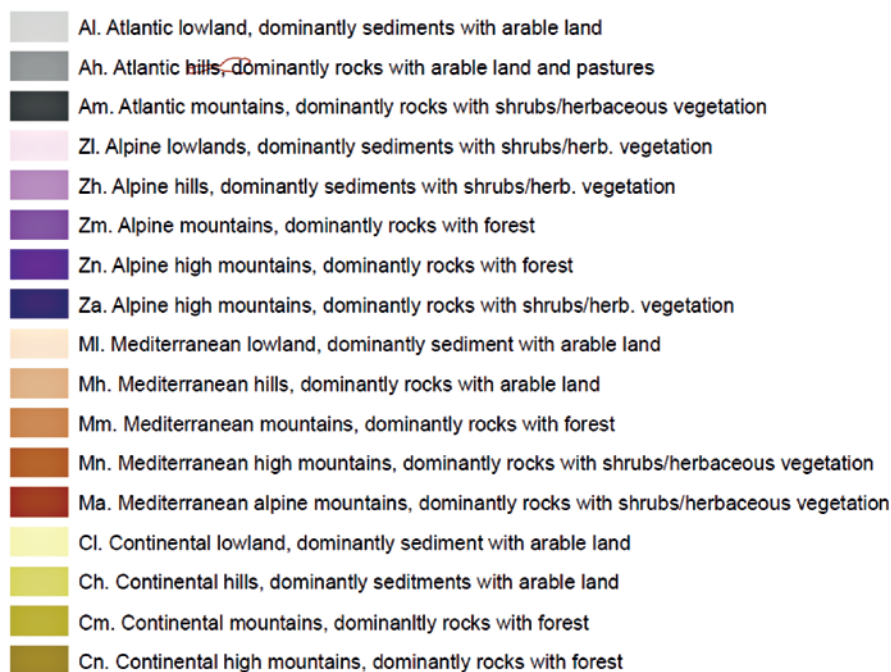 Al. Atlantic lowland, dominantly sediments with arable land
Ah. Atlantic hills, dominantly rocks with arable land and pastures
Am. Atlantic mountains, dominantly rocks with shrubs/herbaceous vegetation
Zl. Alpine lowlands, dominantly sediments with shrubs/herb. vegetation
Zh. Alpine hills, dominantly sediments with shrubs/herb. vegetation
Zm. Alpine mountains, dominantly rocks with forest
Zn. Alpine high mountains, dominantly rocks with forest
Za. Alpine high mountains, dominantly rocks with shrubs/herb. vegetation
Ml. Mediterranean lowland, dominantly sediment with arable land
Mh. Mediterranean hills, dominantly rocks with arable land
Mm. Mediterranean mountains, dominantly rocks with forest
Mn. Mediterranean high mountains, dominantly rocks with shrubs/herbaceous vegetation
Ma. Mediterranean alpine mountains, dominantly rocks with shrubs/herbaceous vegetation
Cl. Continental lowland, dominantly sediment with arable land
Ch. Continental hills, dominantly seditments with arable land
Cm. Continental mountains, dominanltly rocks with forest
Cn. Continental high mountains, dominantly rocks with forest